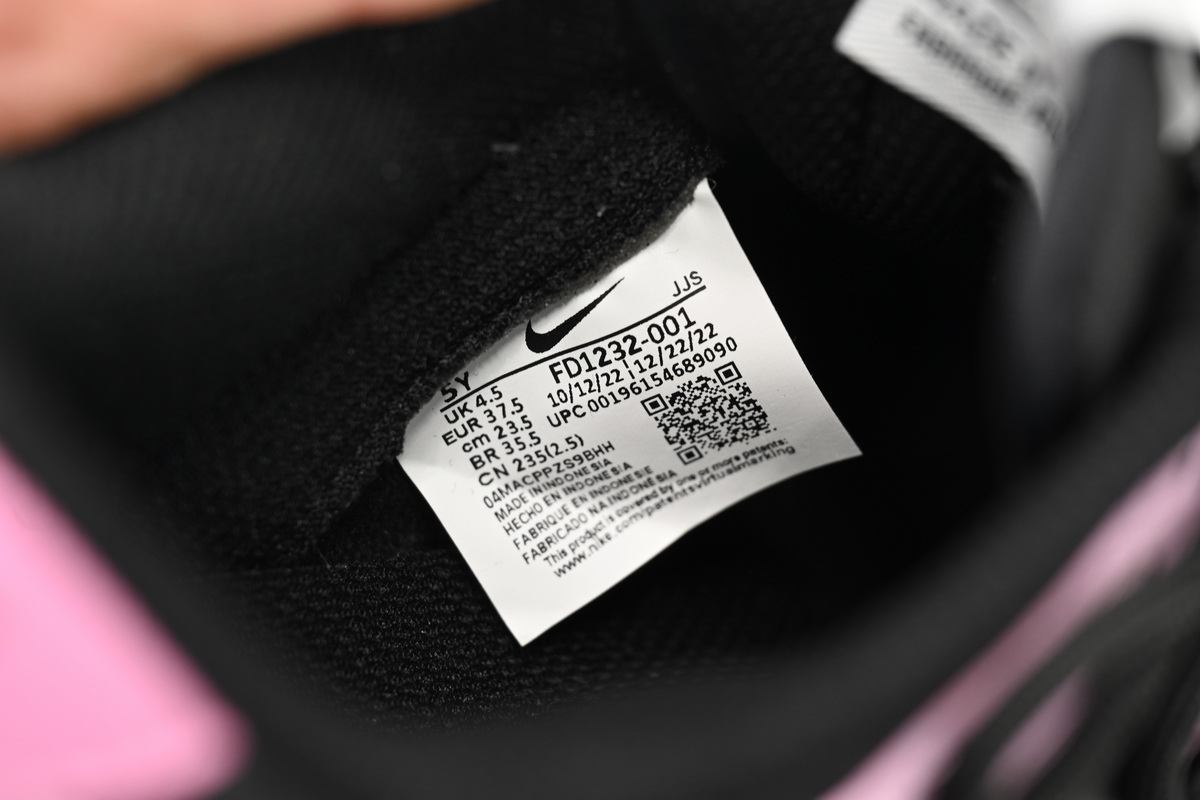 JJS
5Y FD1232-001
UK 4.5 10/12/22 | 12/22/22
EUR 37.5 UPC 00196154689090
cm 23.5
BR 35.5
CN 235(2.5)
04MACPPZS9BHH
MADE IN INDONESIA
HECHO EN INDONESIA
FABRIQUE EN INDONESIE
FABRICADO NA INDONÉSIA
This product is covered by one or more patents:
www.nike.com/patentsvirtualmarking